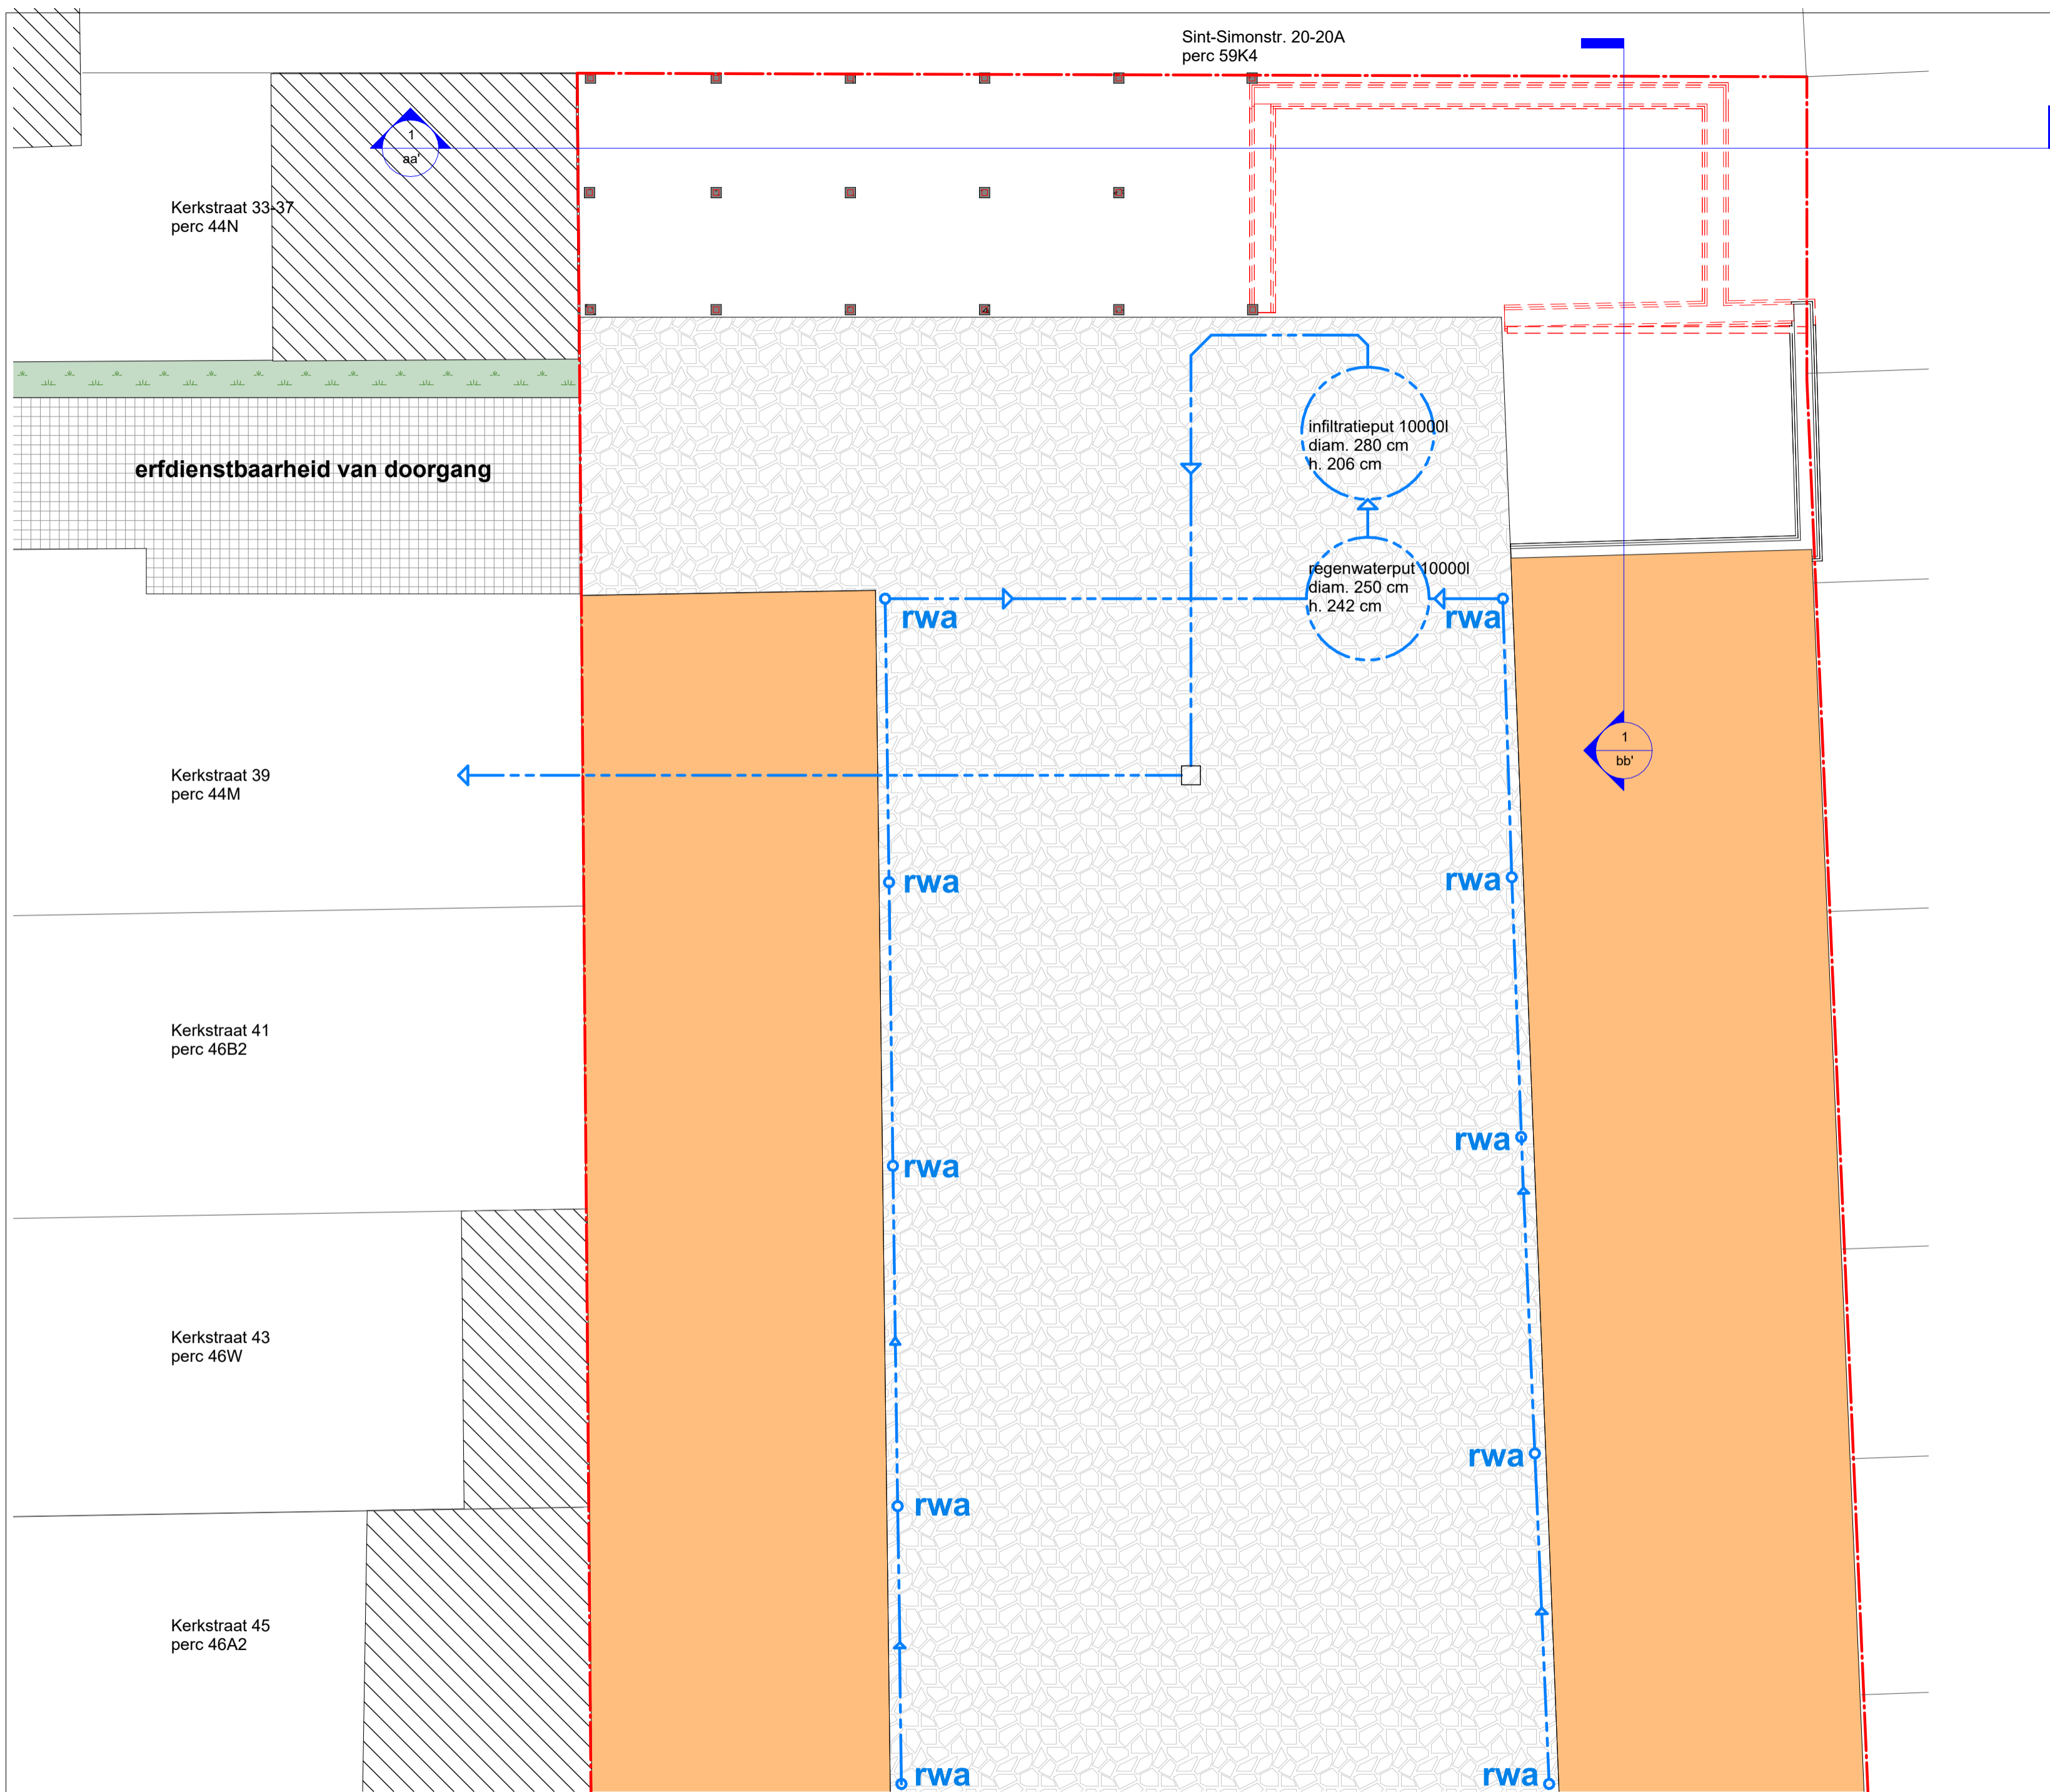 Sint-Simonstr. 20-20A
perc 59K4
1
aa'
Kerkstraat 33-37
perc 44N
infiltratieput 10000l
diam. 280 cm
h. 206 cm
erfdienstbaarheid van doorgang
regenwaterput 10000l
diam. 250 cm
h. 242 cm
rwa
rwa
1
bb'
Kerkstraat 39
perc 44M
rwa
rwa
Kerkstraat 41
perc 46B2
rwa
rwa
Kerkstraat 43
perc 46W
rwa
rwa
Kerkstraat 45
perc 46A2
rwa
rwa